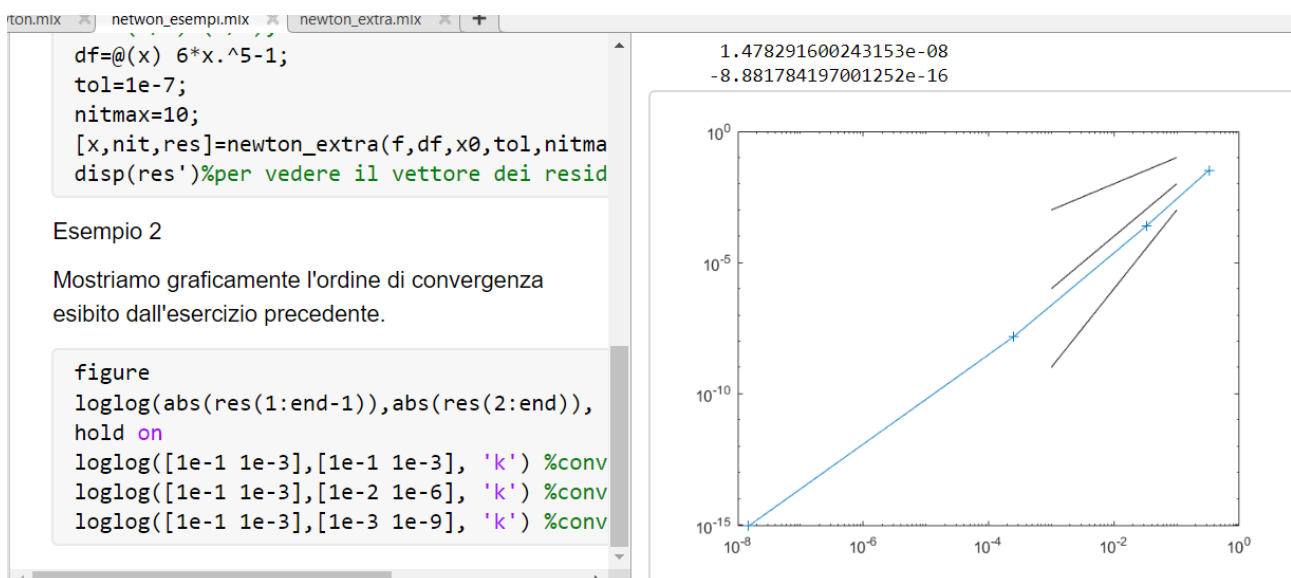 ton.mlx netwon_esempi.mlx newton_extra.mlx +
df=@(x) 6*x.^5-1;
tol=1e-7;
nitmax=10;
[x,nit,res]=newton_extra(f,df,x0,tol,nitma
disp(res')%per vedere il vettore dei resid
Esempio 2
Mostriamo graficamente l'ordine di convergenza
esibito dall'esercizio precedente.
figure
loglog(abs(res(1:end-1)),abs(res(2:end)),
hold on
loglog([1e-1 1e-3],[1e-1 1e-3], 'k') %conv
loglog([1e-1 1e-3],[1e-2 1e-6], 'k') %conv
loglog([1e-1 1e-3],[1e-3 1e-9], 'k') %conv
1.478291600243153e-08
-8.881784197001252e-16
10^0
10^-5
10^-10
10^-15
10^-8 10^-6 10^-4 10^-2 10^0